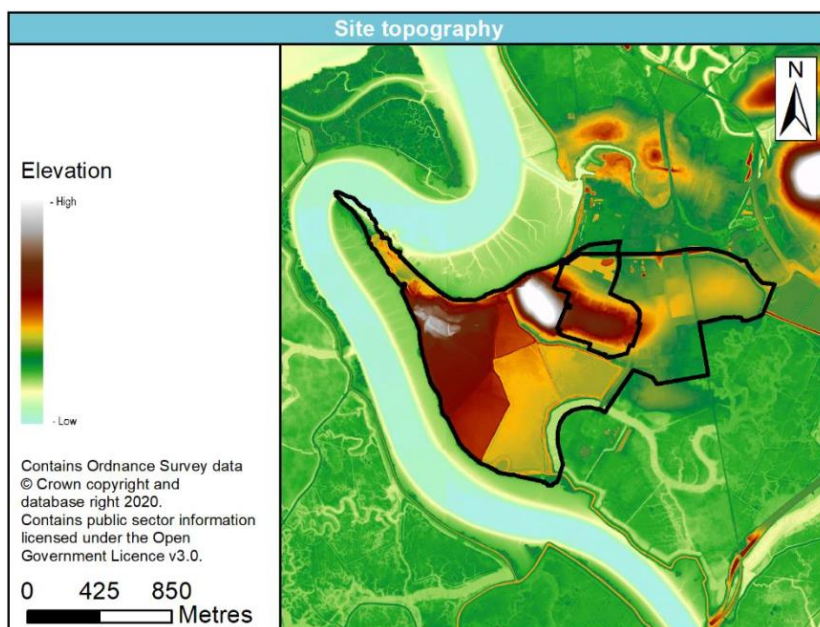 Site topography
N
Elevation
- High
- Low
Contains Ordnance Survey data
© Crown copyright and
database right 2020.
Contains public sector information
licensed under the Open
Government Licence v3.0.
0 425 850
Metres